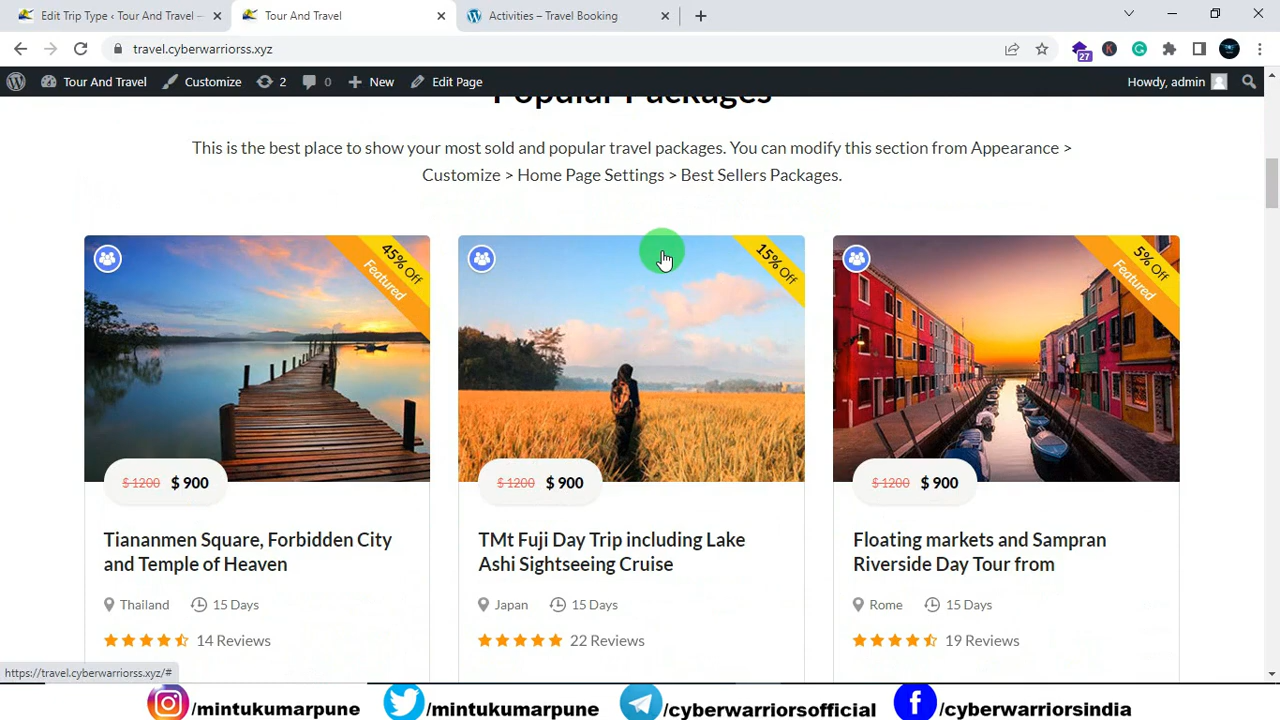 Edit Trip Type ‹ Tour And Travel —
Tour And Travel
Activities – Travel Booking
travel.cyberwarriorss.xyz
27
K
G
Tour And Travel
Customize
2
0
New
Edit Page
Howdy, admin
Popular Packages
This is the best place to show your most sold and popular travel packages. You can modify this section from Appearance >
Customize > Home Page Settings > Best Sellers Packages.
45% Off
Featured
15% Off
5% Off
Featured
$ 1200 $ 900
$ 1200 $ 900
$ 1200 $ 900
Tiananmen Square, Forbidden City
and Temple of Heaven
TMt Fuji Day Trip including Lake
Ashi Sightseeing Cruise
Floating markets and Sampran
Riverside Day Tour from
Thailand 15 Days
Japan 15 Days
Rome 15 Days
14 Reviews
22 Reviews
19 Reviews
https://travel.cyberwarriorss.xyz/#
/mintukumarpune
/mintukumarpune
/cyberwarriorsofficial
/cyberwarriorsindia